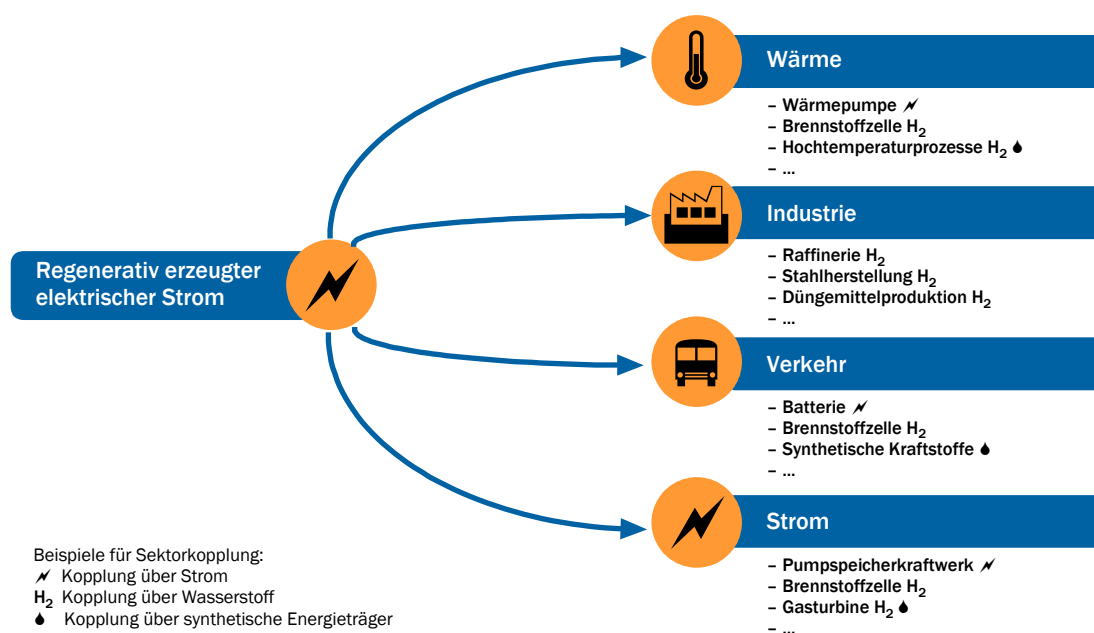 Wärme
– Wärmepumpe
– Brennstoffzelle H₂
– Hochtemperaturprozesse H₂
– ...
Industrie
– Raffinerie H₂
– Stahlherstellung H₂
– Düngemittelproduktion H₂
– ...
Regenerativ erzeugter
elektrischer Strom
Verkehr
– Batterie
– Brennstoffzelle H₂
– Synthetische Kraftstoffe
– ...
Strom
– Pumpspeicherkraftwerk
– Brennstoffzelle H₂
– Gasturbine H₂
– ...
Beispiele für Sektorkopplung:
Kopplung über Strom
H₂ Kopplung über Wasserstoff
Kopplung über synthetische Energieträger